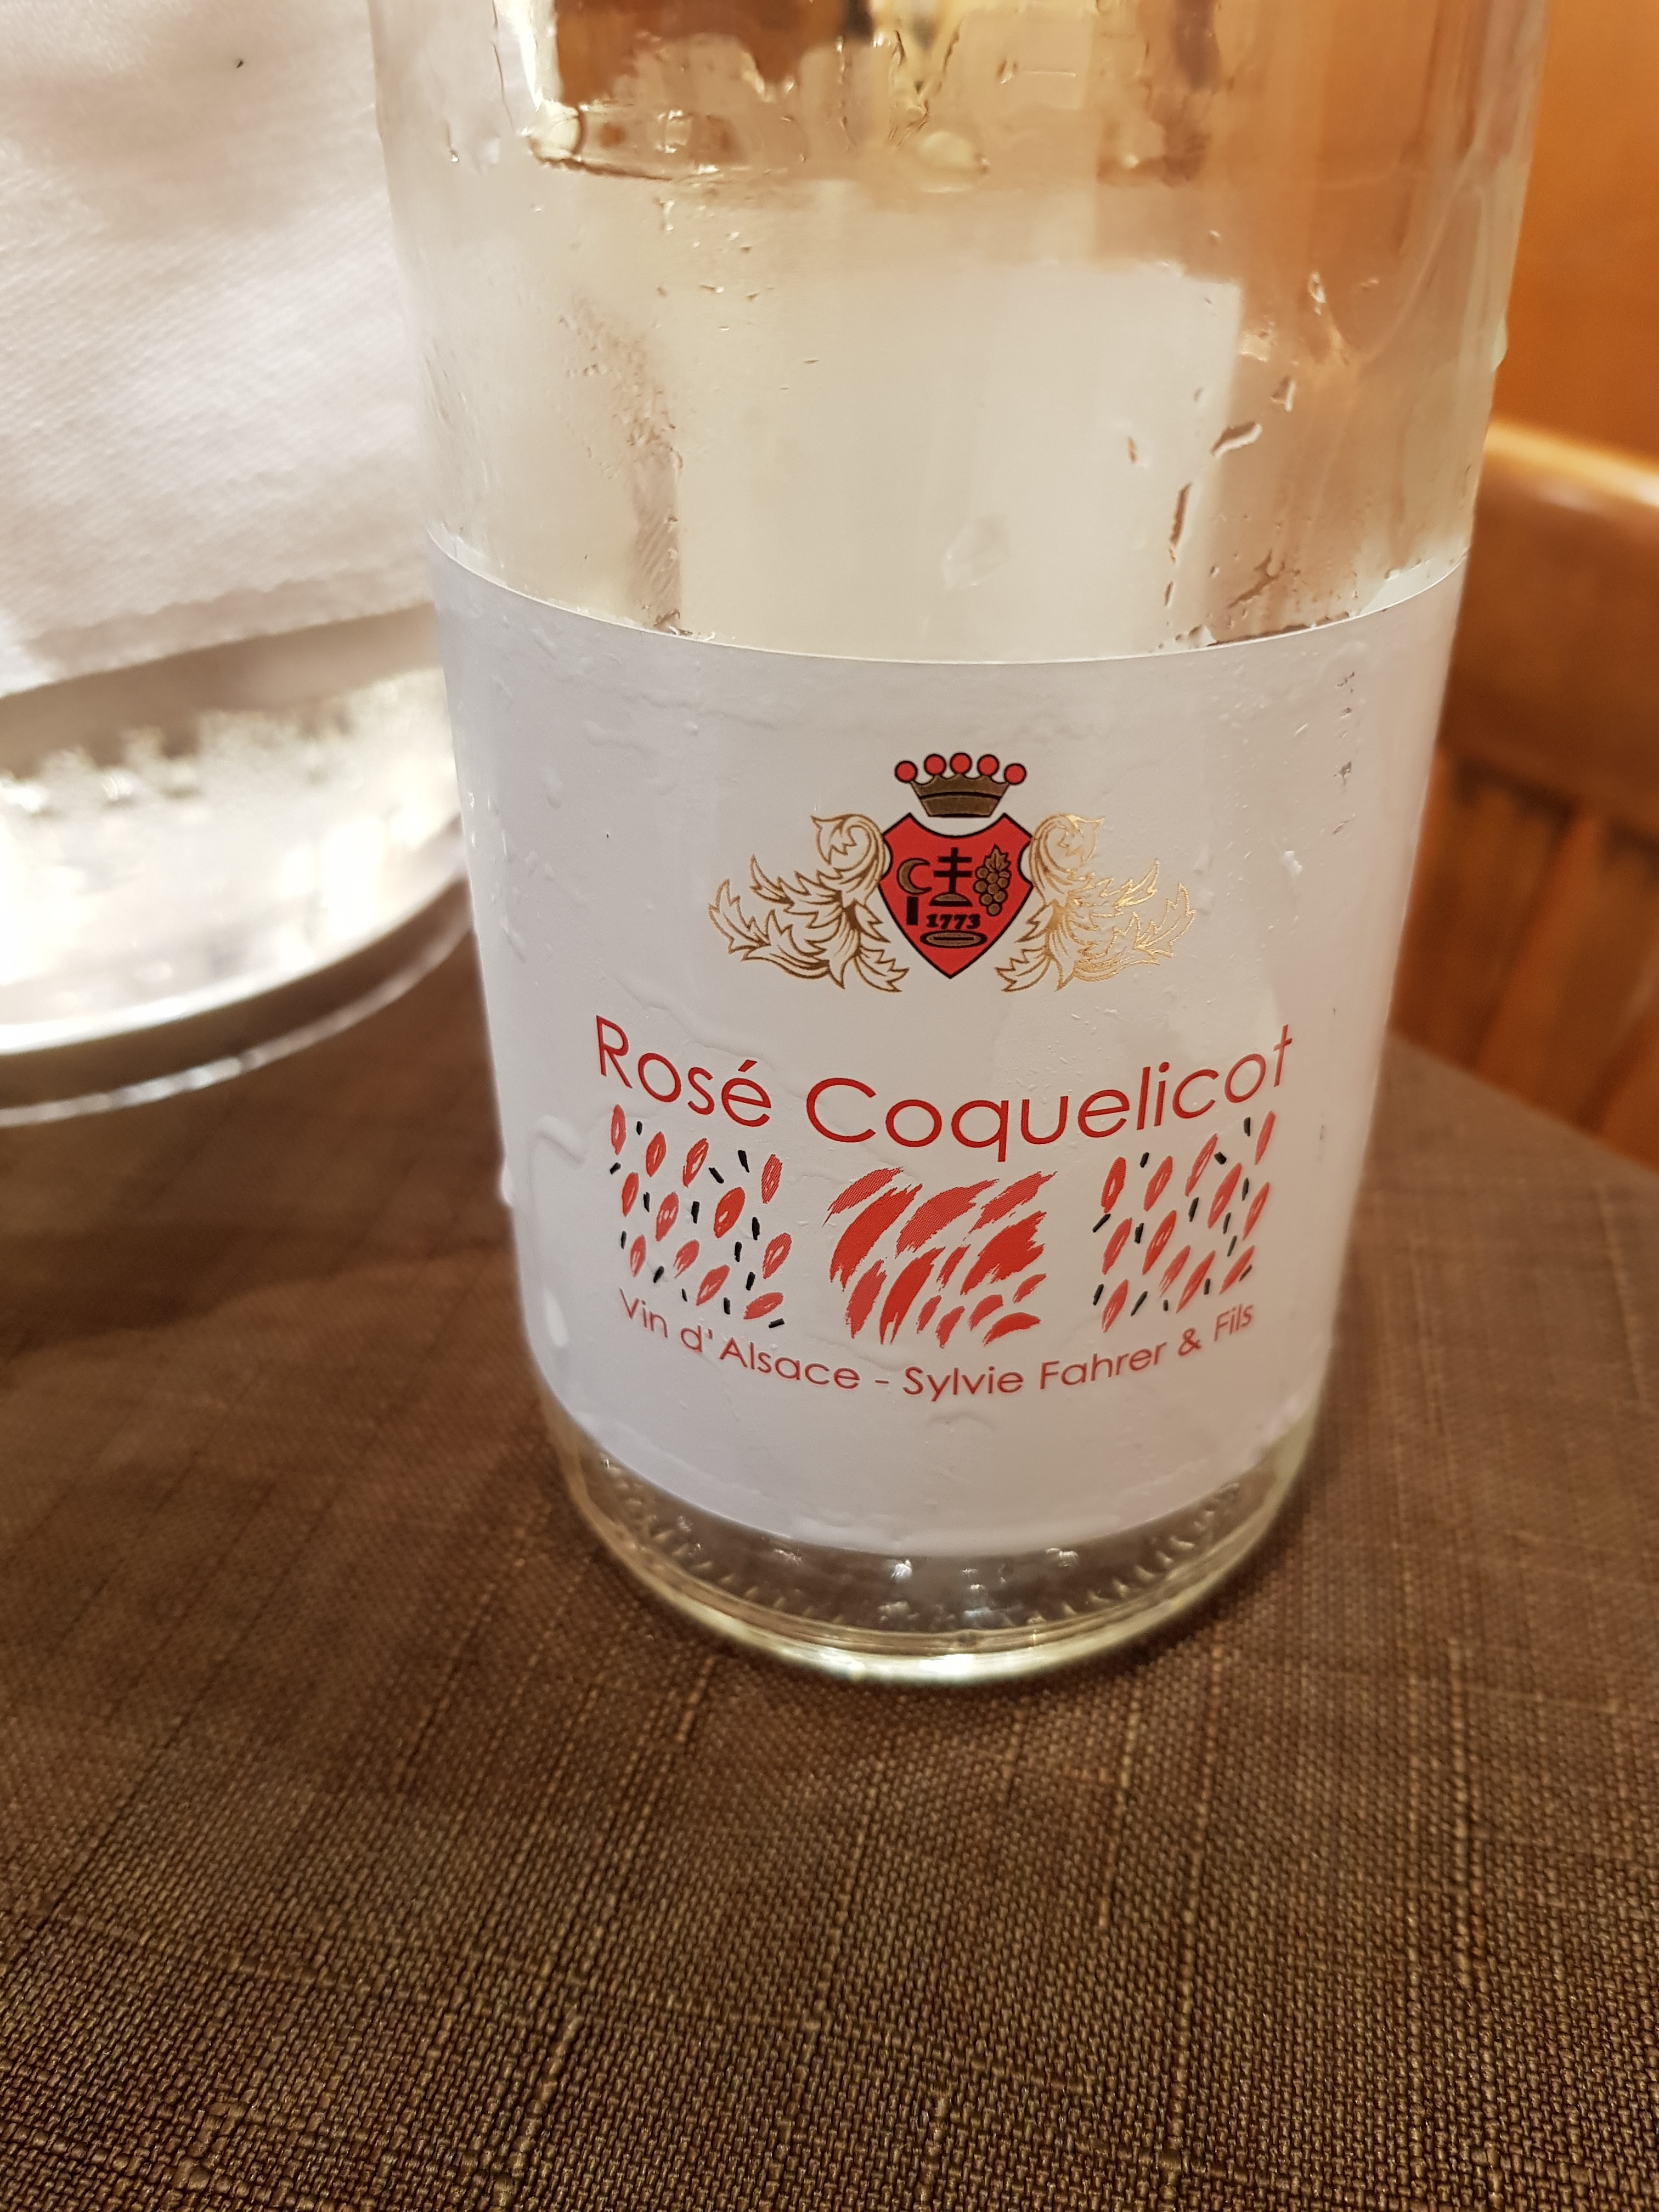 1773
Rosé Coquelicot
Vin d'Alsace - Sylvie Fahrer & Fils